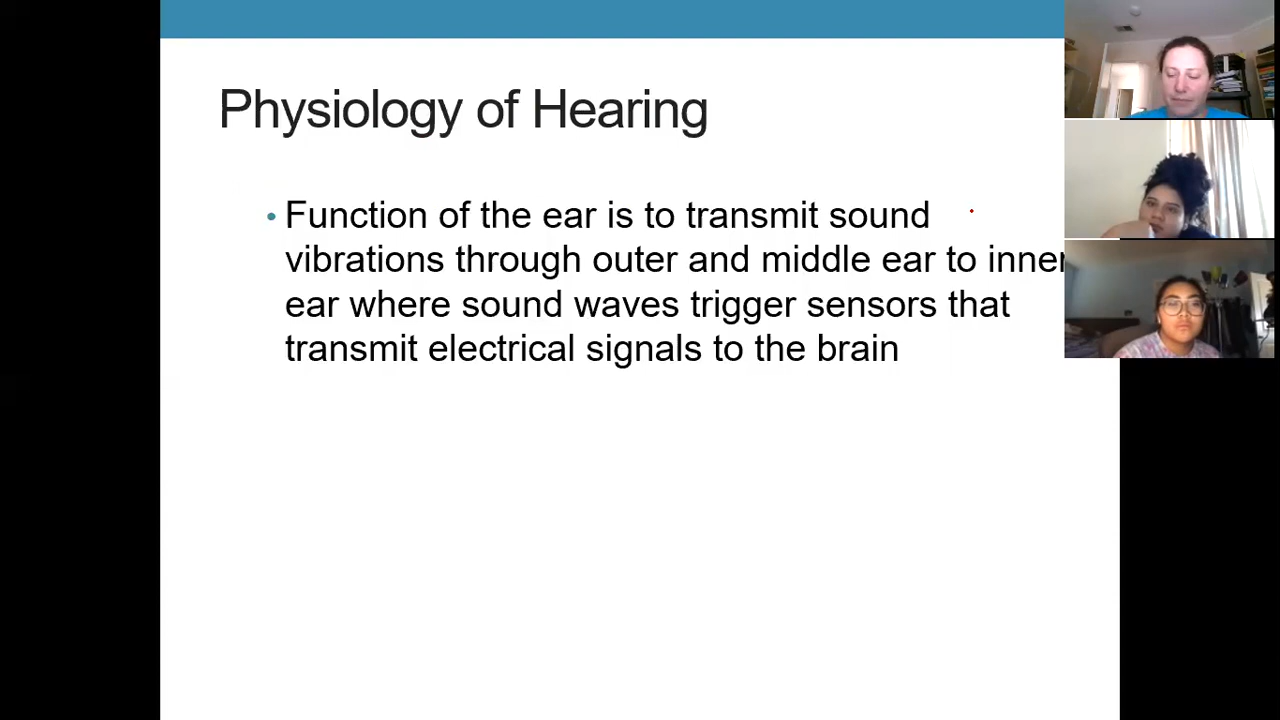 Physiology of Hearing
• Function of the ear is to transmit sound
vibrations through outer and middle ear to inner
ear where sound waves trigger sensors that
transmit electrical signals to the brain